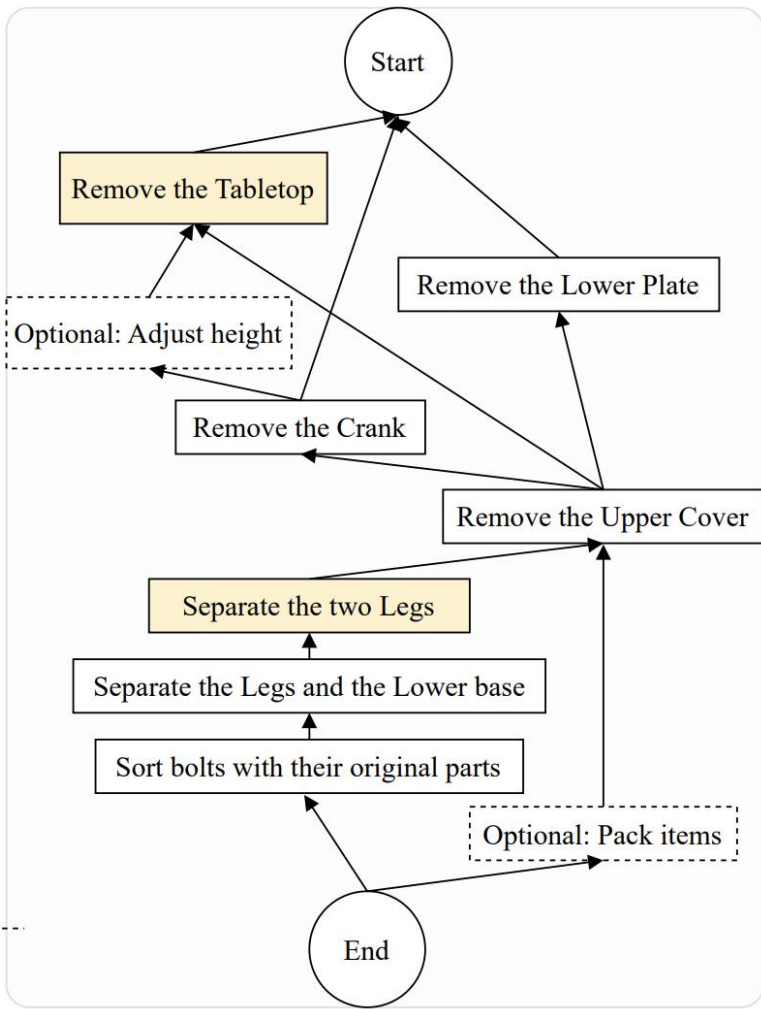 Start
Remove the Tabletop
Remove the Lower Plate
Optional: Adjust height
Remove the Crank
Remove the Upper Cover
Separate the two Legs
Separate the Legs and the Lower base
Sort bolts with their original parts
Optional: Pack items
End